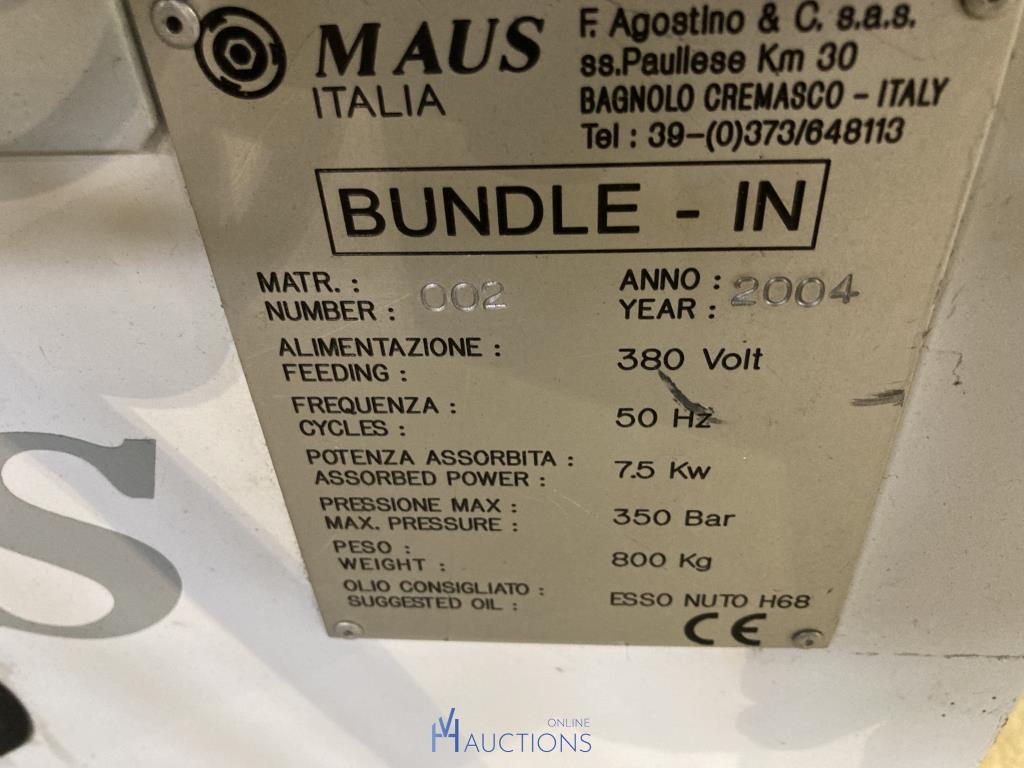 MAUS
ITALIA
F. Agostino & C. s.a.s.
ss.Paullese Km 30
BAGNOLO CREMASCO - ITALY
Tel : 39-(0)373/648113
BUNDLE - IN
MATR. :
NUMBER : 002
ANNO :
YEAR : 2004
ALIMENTAZIONE :
FEEDING : 380 Volt
FREQUENZA :
CYCLES : 50 Hz
POTENZA ASSORBITA :
ASSORBED POWER : 7.5 Kw
PRESSIONE MAX :
MAX. PRESSURE : 350 Bar
PESO :
WEIGHT : 800 Kg
OLIO CONSIGLIATO :
SUGGESTED OIL : ESSO NUTO H68
CE
S
ONLINE
AUCTIONS